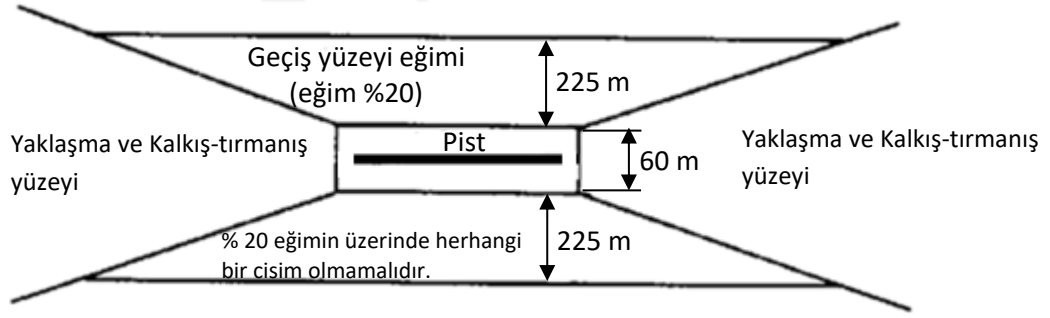 Geçiş yüzeyi eğimi
(eğim %20)
225 m
Yaklaşma ve Kalkış-tırmanış
yüzeyi
Pist
60 m
Yaklaşma ve Kalkış-tırmanış
yüzeyi
% 20 eğimin üzerinde herhangi
bir cisim olmamalıdır.
225 m